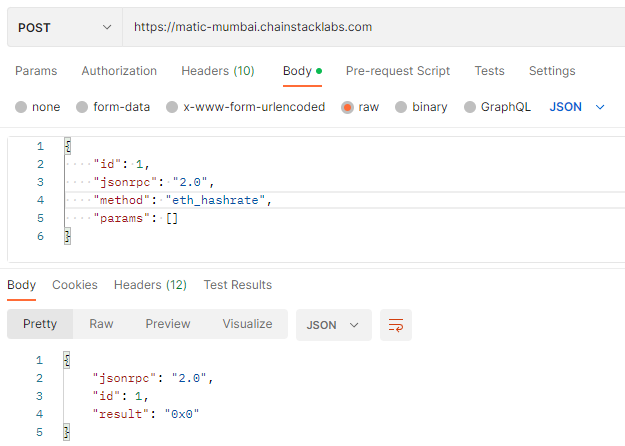 POST https://matic-mumbai.chainstacklabs.com
Params Authorization Headers (10) Body Pre-request Script Tests Settings
none form-data x-www-form-urlencoded raw binary GraphQL JSON
1 {
2 "id": 1,
3 "jsonrpc": "2.0",
4 "method": "eth_hashrate",
5 "params": []
6 }
Body Cookies Headers (12) Test Results
Pretty Raw Preview Visualize JSON
1 {
2 "jsonrpc": "2.0",
3 "id": 1,
4 "result": "0x0"
5 }